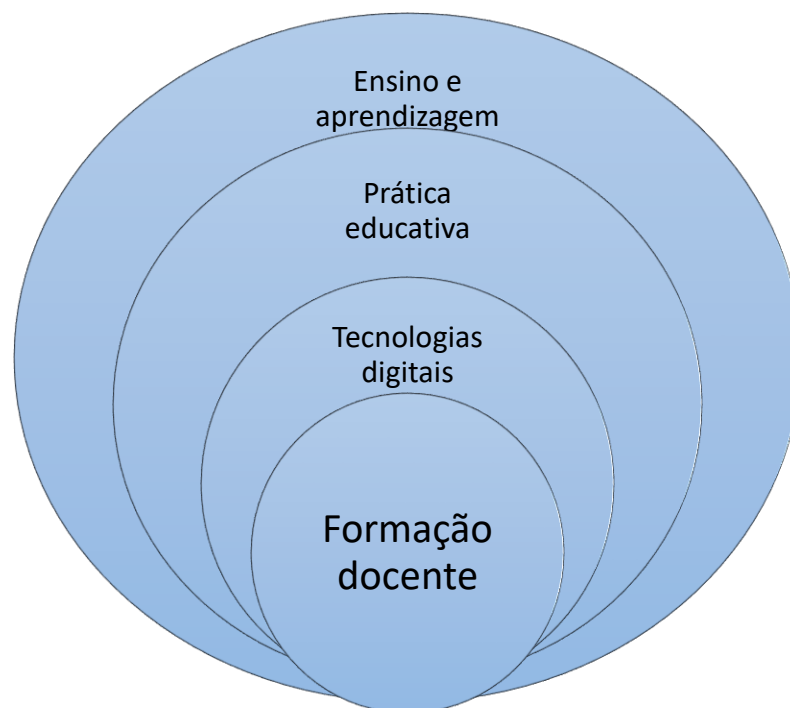 Ensino e
aprendizagem
Prática
educativa
Tecnologias
digitais
Formação
docente